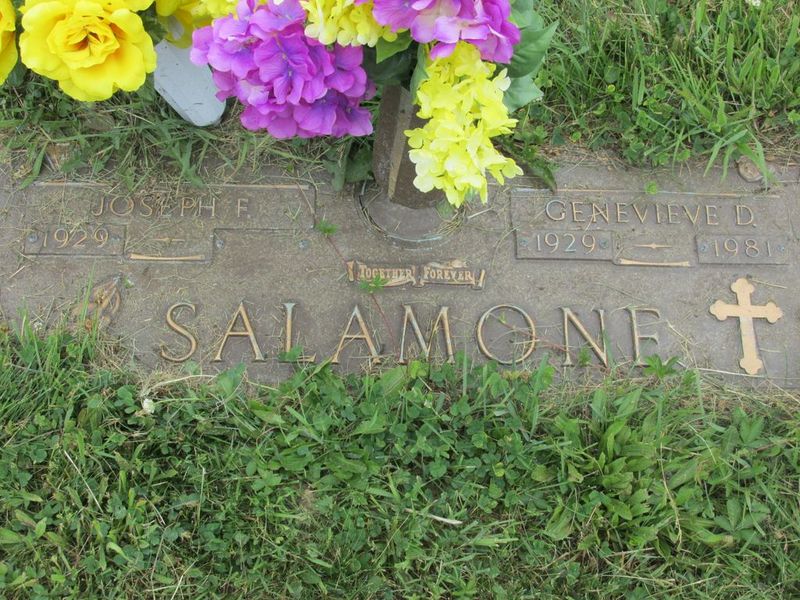 JOSEPH F.
1929
GENEVIEVE D.
1929 1981
TOGETHER FOREVER
SALAMONE